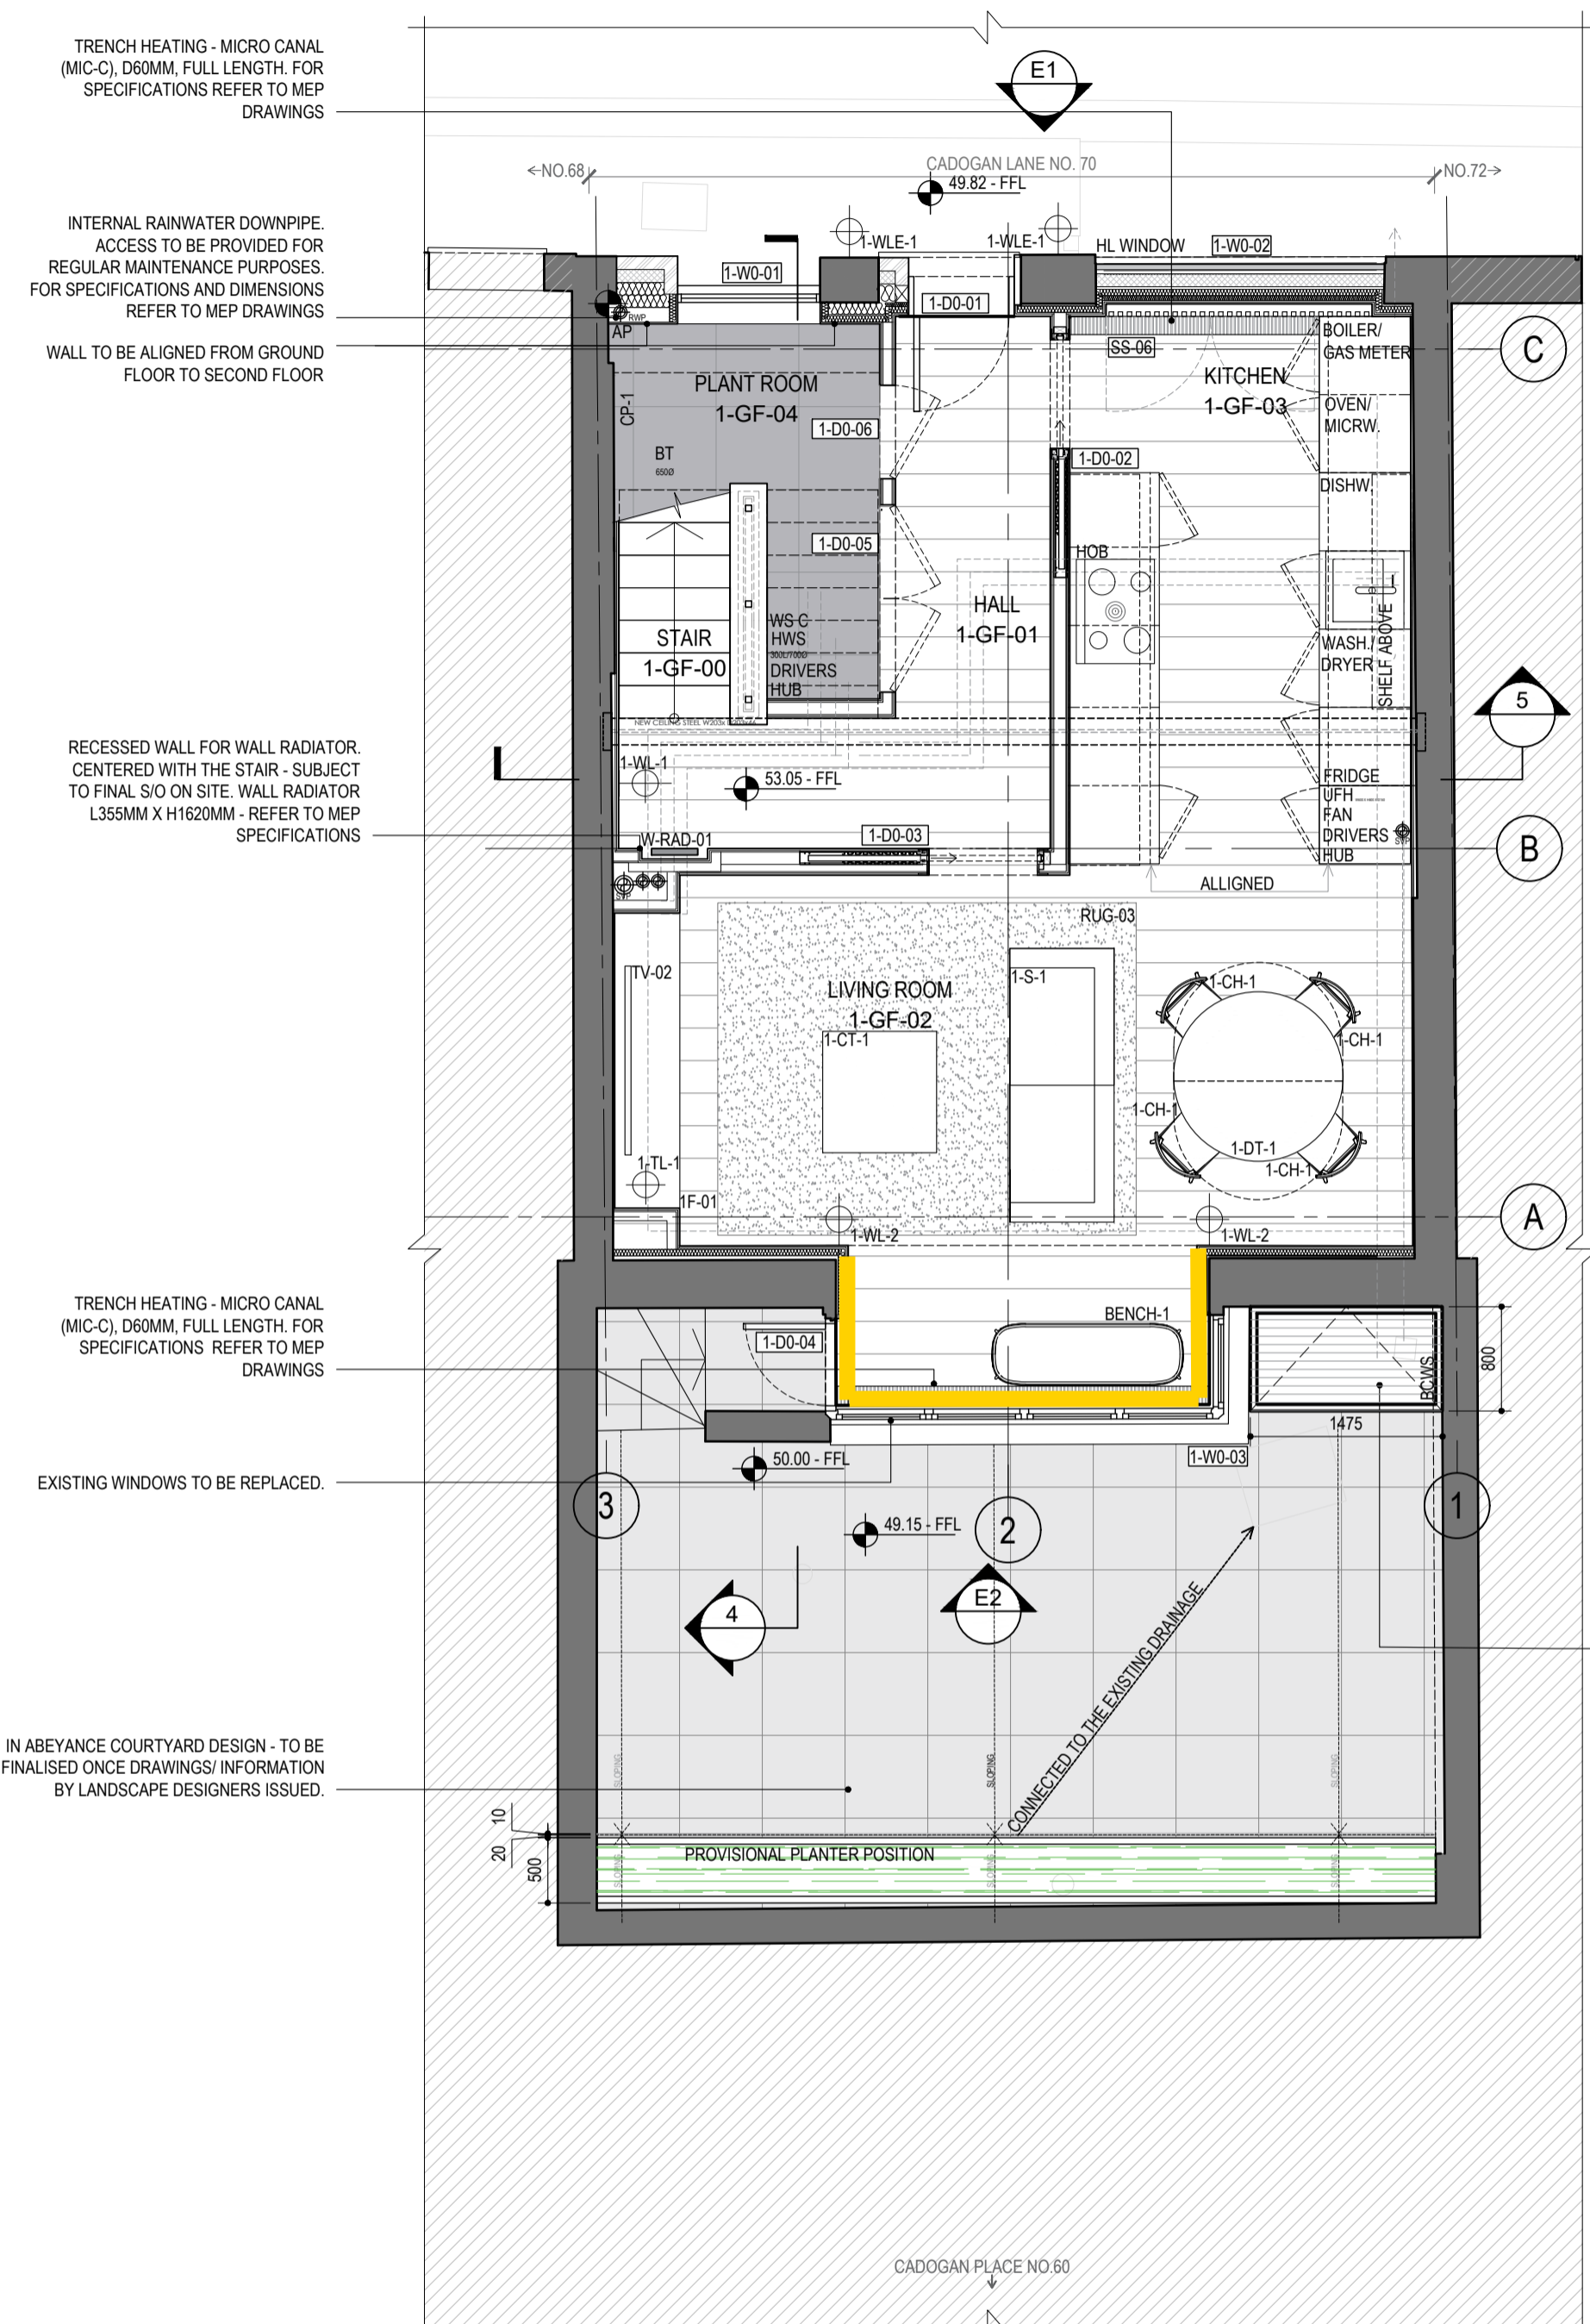 TRENCH HEATING - MICRO CANAL
(MIC-C), D60MM, FULL LENGTH. FOR
SPECIFICATIONS REFER TO MEP
DRAWINGS
E1
←NO.68
CADOGAN LANE NO. 70
NO.72→
49.82 - FFL
INTERNAL RAINWATER DOWNPIPE.
ACCESS TO BE PROVIDED FOR
REGULAR MAINTENANCE PURPOSES.
FOR SPECIFICATIONS AND DIMENSIONS
REFER TO MEP DRAWINGS
1-WLE-1
1-WLE-1
HL WINDOW
1-W0-02
1-W0-01
1-D0-01
RWP
AP
WALL TO BE ALIGNED FROM GROUND
FLOOR TO SECOND FLOOR
SS-06
BOILER/
GAS METER
C
PLANT ROOM
1-GF-04
KITCHEN
1-GF-03
CP-1
OVEN/
MICRW.
1-D0-06
BT
650Ø
1-D0-02
DISHW.
1-D0-05
HOB
HALL
1-GF-01
STAIR
1-GF-00
WS C
HWS
300L/700Ø
DRIVERS
HUB
WASH./
DRYER
SHELF ABOVE
5
NEW CEILING STEEL W203x
RECESSED WALL FOR WALL RADIATOR.
CENTERED WITH THE STAIR - SUBJECT
TO FINAL S/O ON SITE. WALL RADIATOR
L355MM X H1620MM - REFER TO MEP
SPECIFICATIONS
1-WL-1
53.05 - FFL
FRIDGE
UFH
FAN
DRIVERS
HUB
SVP
W-RAD-01
1-D0-03
B
SVP
ALLIGNED
RUG-03
TV-02
LIVING ROOM
1-GF-02
1-S-1
1-CH-1
1-CT-1
1-CH-1
1-CH-1
1-DT-1
1-CH-1
1-TL-1
1F-01
A
1-WL-2
1-WL-2
TRENCH HEATING - MICRO CANAL
(MIC-C), D60MM, FULL LENGTH. FOR
SPECIFICATIONS REFER TO MEP
DRAWINGS
1-D0-04
BENCH-1
BCWS
800
1475
1-W0-03
50.00 - FFL
EXISTING WINDOWS TO BE REPLACED.
3
2
1
49.15 - FFL
4
E2
CONNECTED TO THE EXISTING DRAINAGE
IN ABEYANCE COURTYARD DESIGN - TO BE
FINALISED ONCE DRAWINGS/ INFORMATION
BY LANDSCAPE DESIGNERS ISSUED.
SLOPING
SLOPING
SLOPING
10
20
500
PROVISIONAL PLANTER POSITION
SLOPING
SLOPING
SLOPING
CADOGAN PLACE NO.60